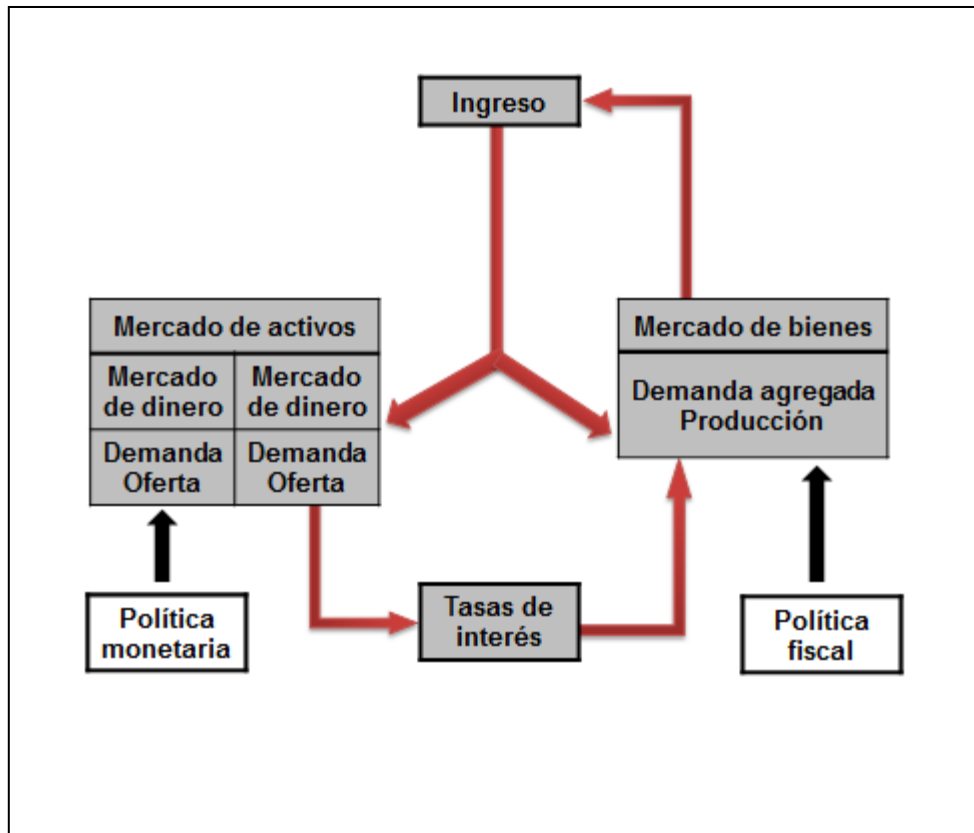 Ingreso
Mercado de activos
Mercado
de dinero
Mercado
de dinero
Demanda
Oferta
Demanda
Oferta
Mercado de bienes
Demanda agregada
Producción
Política
monetaria
Tasas de
interés
Política
fiscal